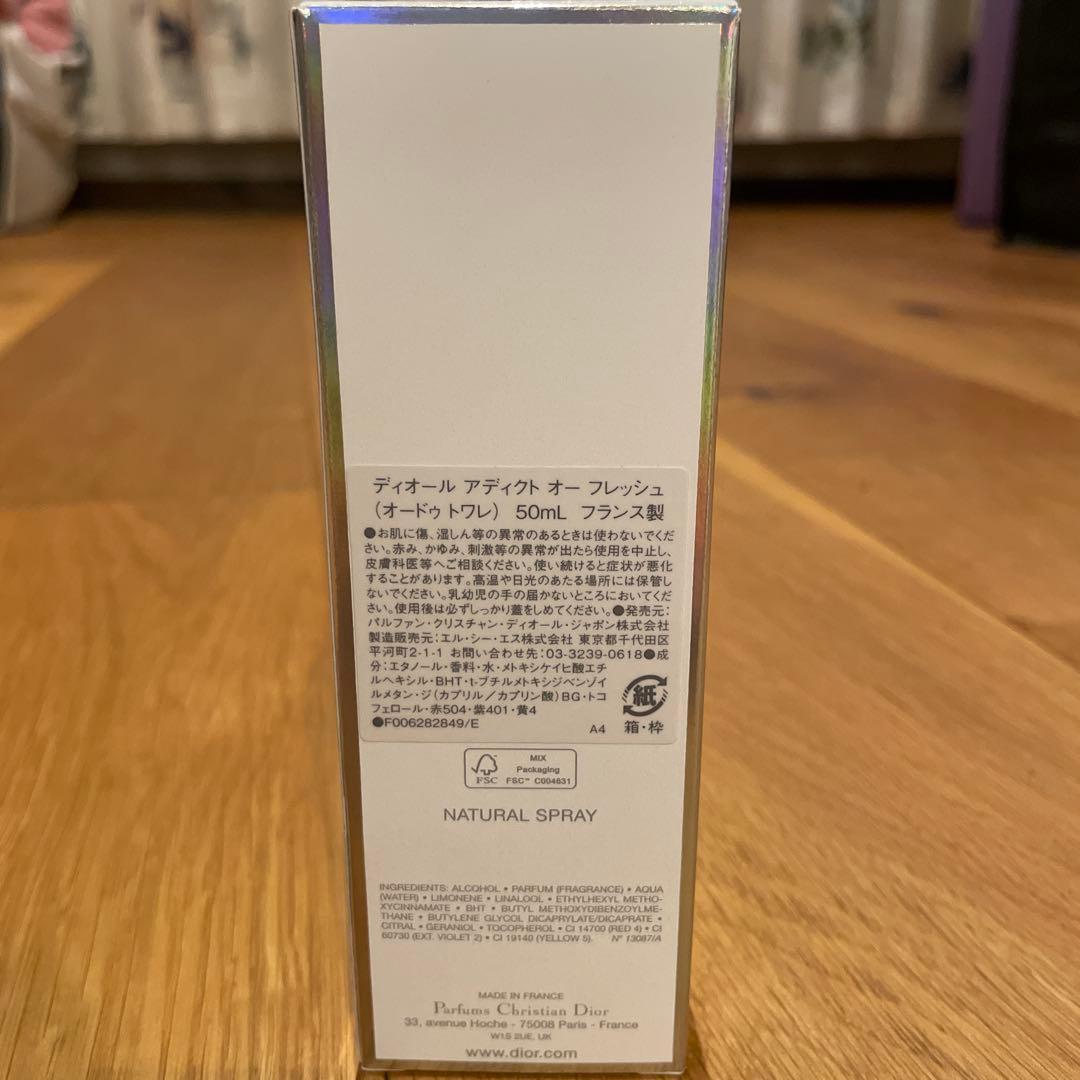 ディオール アディクト オー フレッシュ
(オードゥ トワレ) 50mL フランス製
●お肌に傷、湿しん等の異常のあるときは使わないでくだ
さい。赤み、かゆみ、刺激等の異常が出たら使用を中止し、
皮膚科医等へご相談ください。使い続けると症状が悪化
することがあります。高温や日光のあたる場所には保管し
ないでください。乳幼児の手の届かないところにおいてくだ
さい。使用後は必ずしっかり蓋をしめてください。●発売元:
パルファン・クリスチャン・ディオール・ジャポン株式会社
製造販売元:エル・シー・エス株式会社 東京都千代田区
平河町2-1-1 お問い合わせ先:03-3239-0618●成
分:エタノール・香料・水・メトキシケイヒ酸エチ
ルヘキシル・BHT・t-ブチルメトキシジベンゾイ
ルメタン・ジ(カプリル/カプリン酸)BG・トコ
フェロール・赤504・紫401・黄4
●F006282849/E
A4
紙
箱・枠
MIX
Packaging
FSC™ C004631
FSC
NATURAL SPRAY
INGREDIENTS: ALCOHOL • PARFUM (FRAGRANCE) • AQUA
(WATER) • LIMONENE • LINALOOL • ETHYLHEXYL METHO-
XYCINNAMATE • BHT • BUTYL METHOXYDIBENZOYLME-
THANE • BUTYLENE GLYCOL DICAPRYLATE/DICAPRATE •
CITRAL • GERANIOL • TOCOPHEROL • CI 14700 (RED 4) • CI
60730 (EXT. VIOLET 2) • CI 19140 (YELLOW 5). N° 13087/A
MADE IN FRANCE
Parfums Christian Dior
33, avenue Hoche - 75008 Paris - France
W1S 2UE, UK
www.dior.com